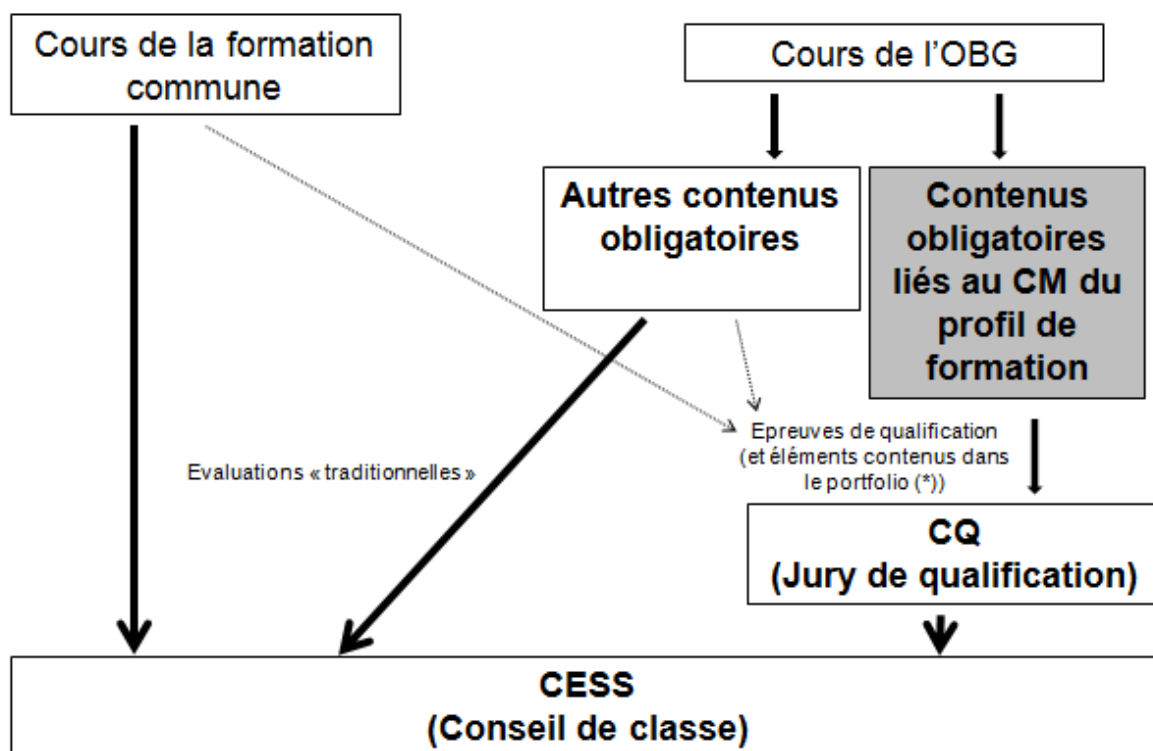 Cours de la formation
commune
Cours de l'OBG
Autres contenus
obligatoires
Contenus
obligatoires
liés au CM du
profil de
formation
Epreuves de qualification
(et éléments contenus dans
le portfolio (*))
Evaluations « traditionnelles »
CQ
(Jury de qualification)
CESS
(Conseil de classe)